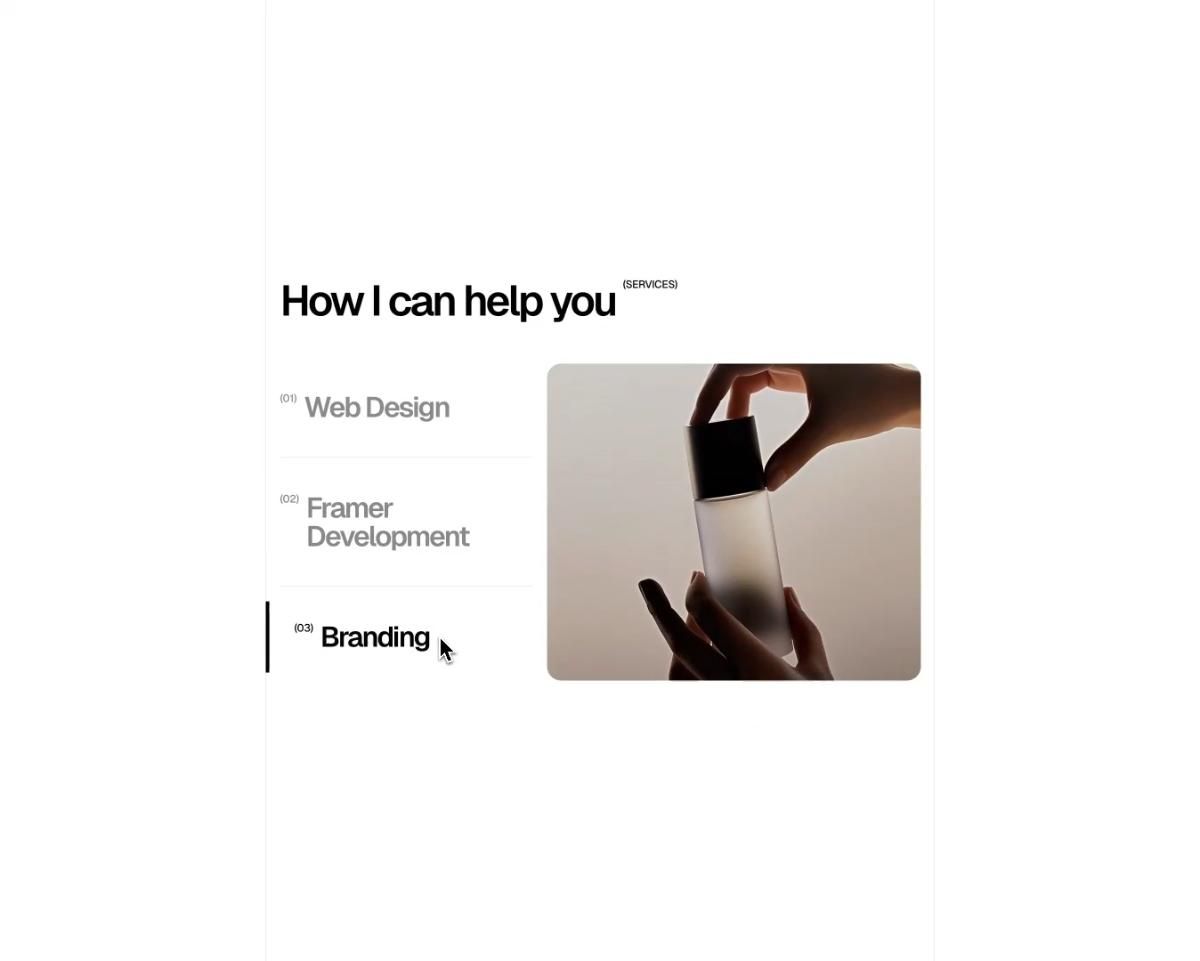 How I can help you (SERVICES)
(01) Web Design
(02) Framer
Development
(03) Branding